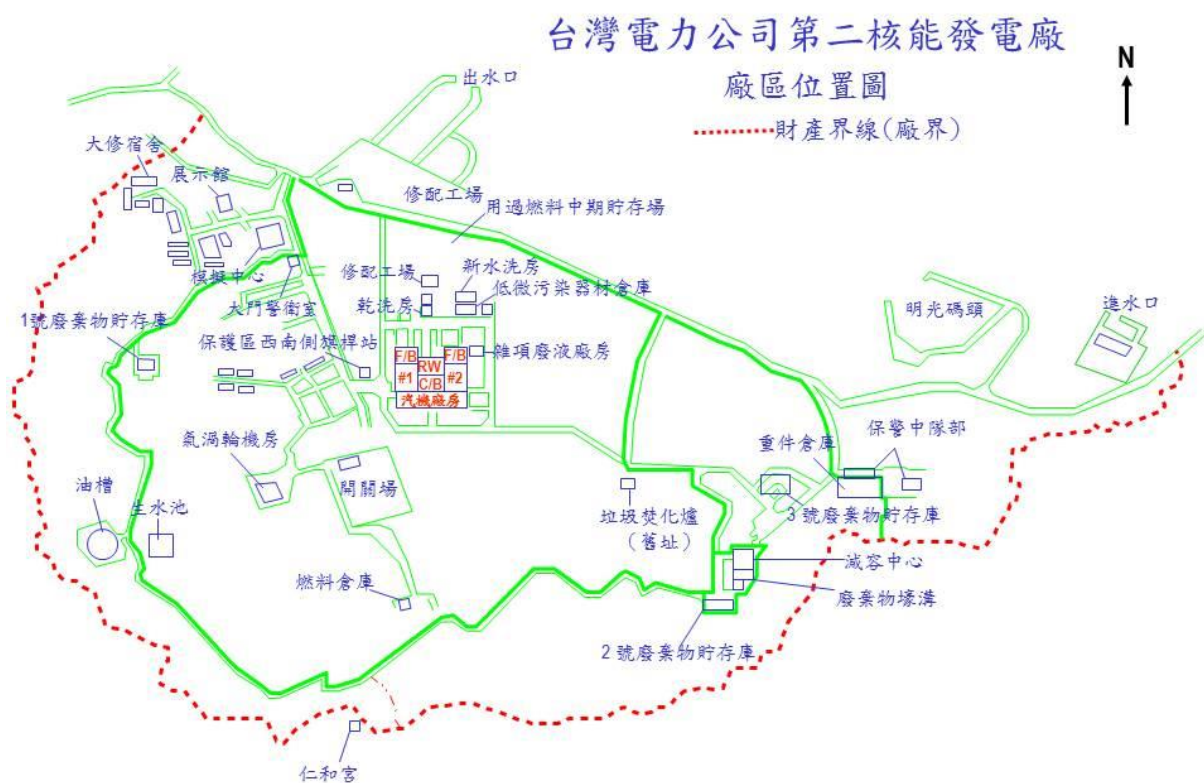 台灣電力公司第二核能發電廠
廠區位置圖
N
財產界線(廠界)
出水口
大修宿舍
展示館
修配工場
用過燃料中期貯存場
模擬中心
修配工場
新水洗房
低微污染器材倉庫
大門警衛室
乾洗房
1號廢棄物貯存庫
保護區西南側旗桿站
雜項廢液廠房
明光碼頭
進水口
F/B
RW
F/B
#1
C/B
#2
汽機廠房
氣渦輪機房
重件倉庫
保警中隊部
油槽
生水池
開關場
垃圾焚化爐
(舊址)
3號廢棄物貯存庫
減容中心
燃料倉庫
廢棄物壕溝
2號廢棄物貯存庫
仁和宮